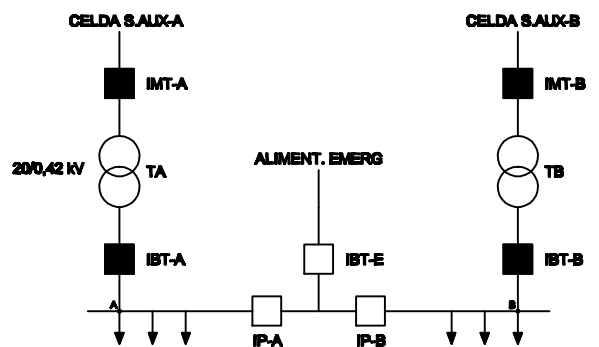 CELDA S.AUX-A
CELDA S.AUX-B
IMT-A
IMT-B
ALIMENT. EMERG
20/0,42 kV
TA
TB
IBT-A
IBT-E
IBT-B
A
B
IP-A
IP-B